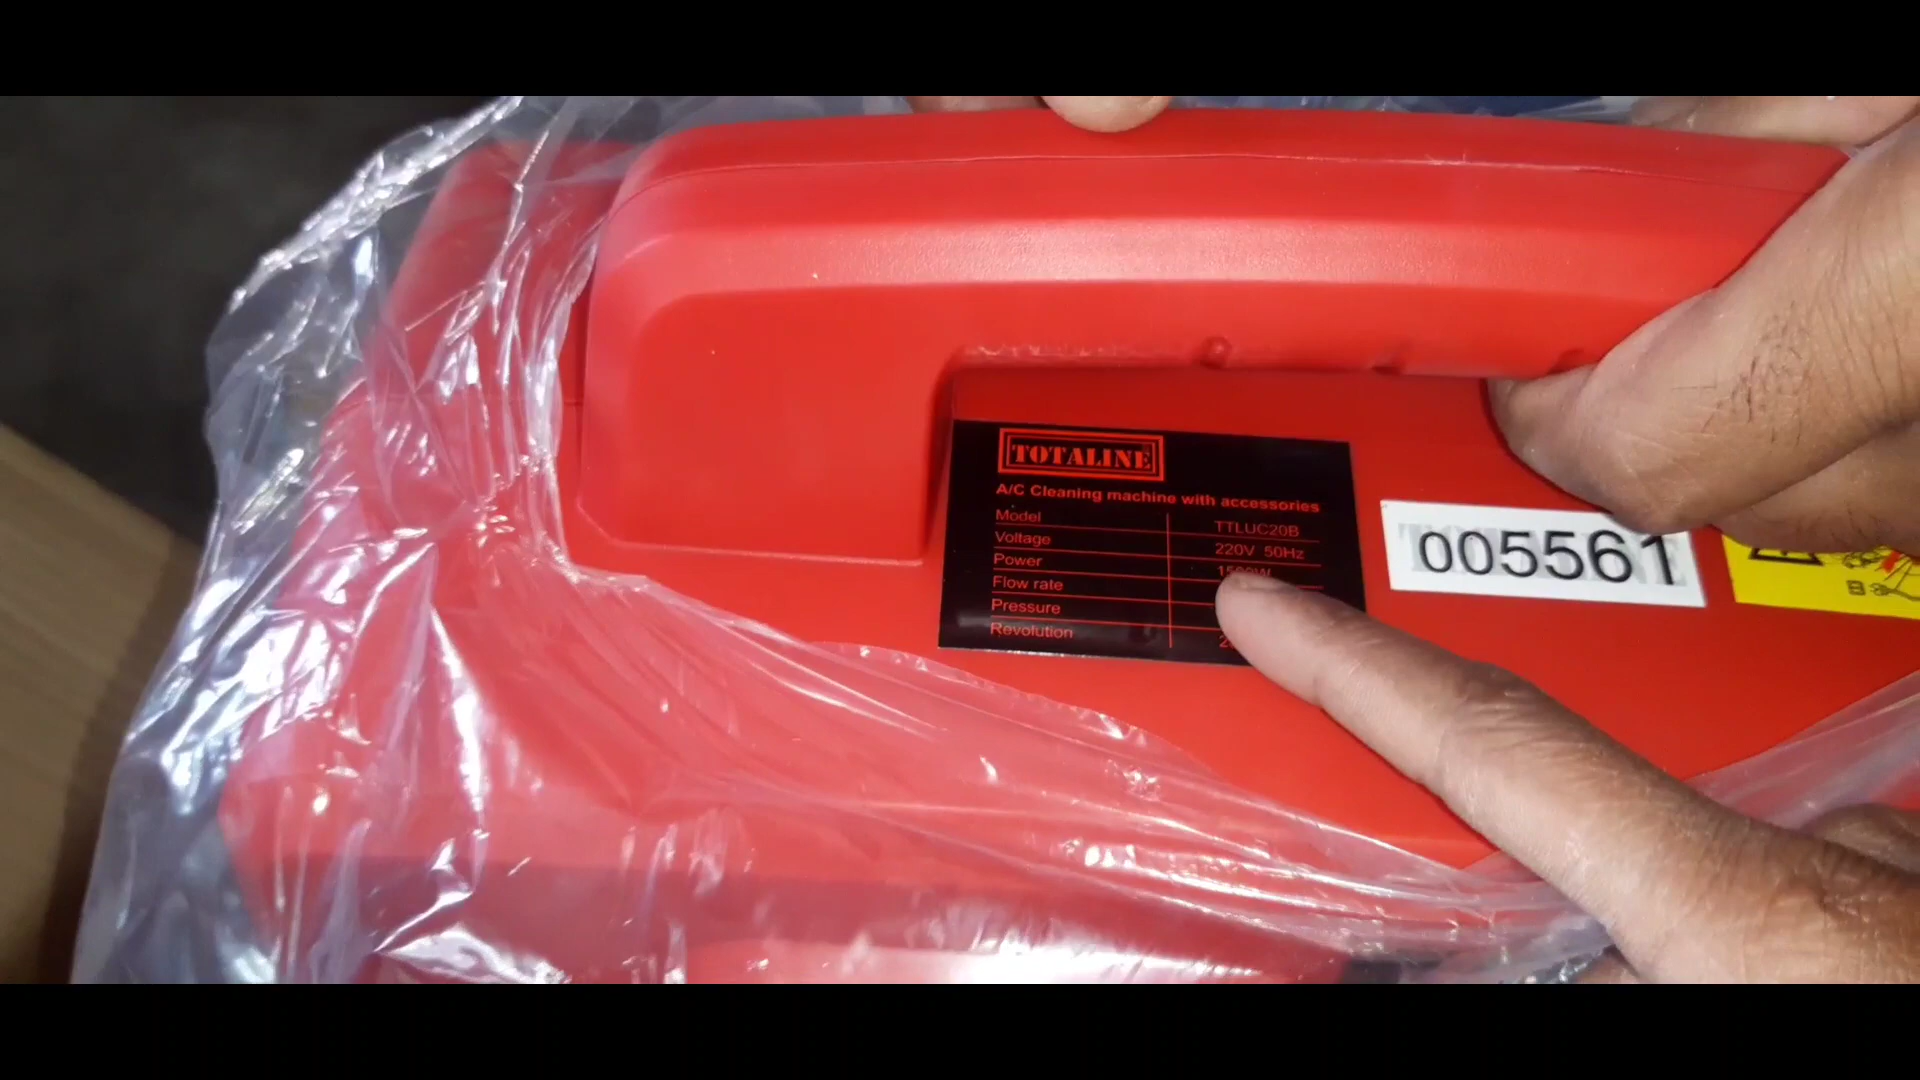 TOTALINE
A/C Cleaning machine with accessories
Model TTLUC20B
Voltage 220V 50Hz
Power
Flow rate
Pressure
Revolution
005561